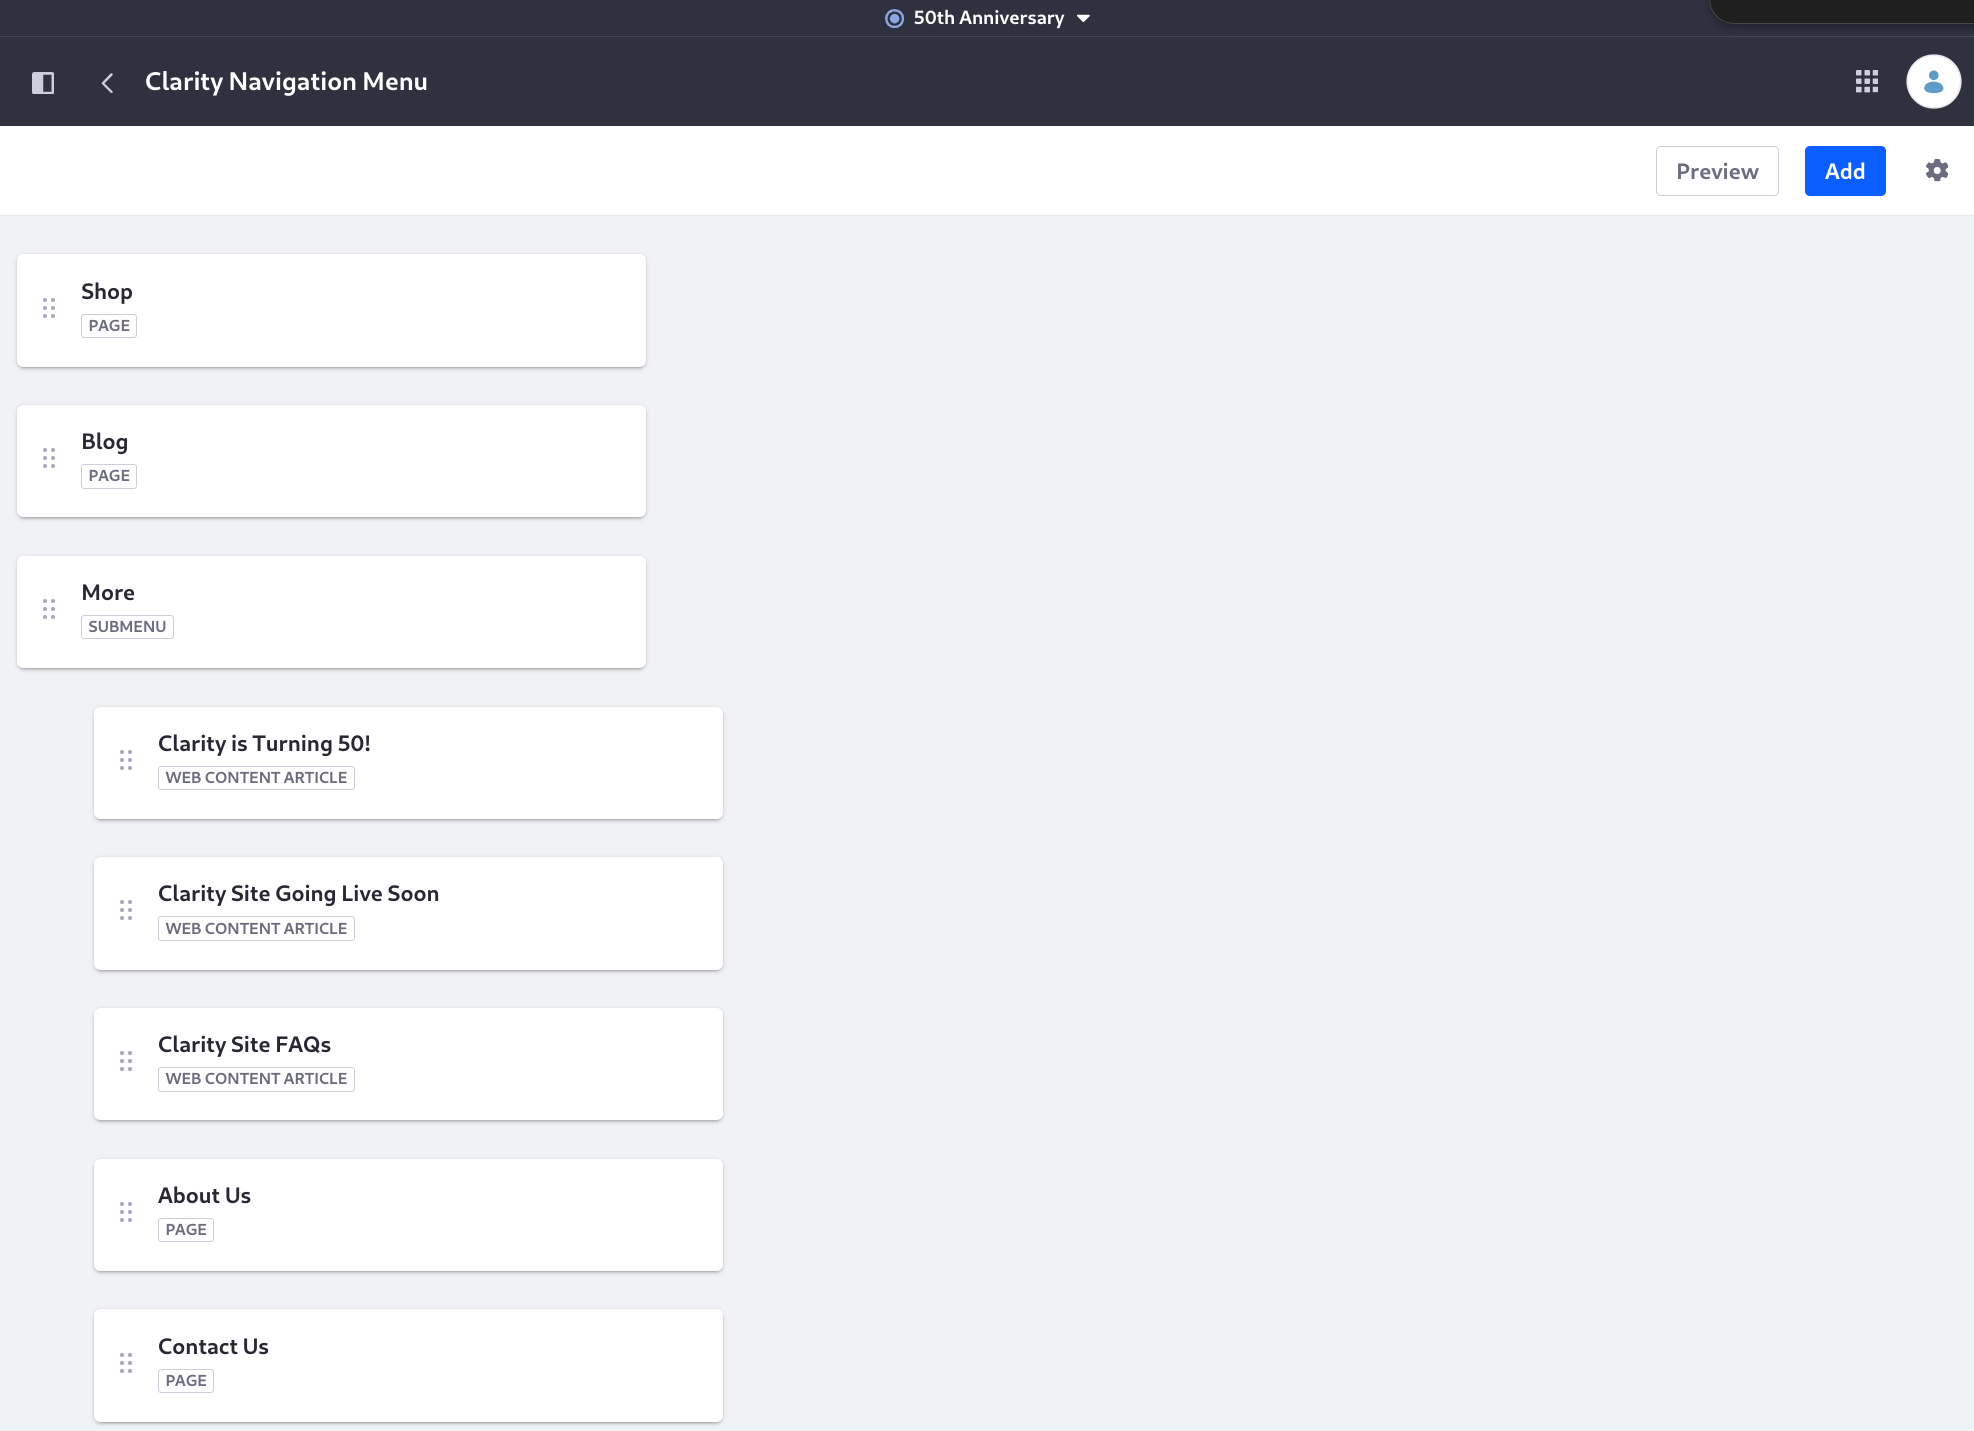 50th Anniversary
Clarity Navigation Menu
Preview
Add
Shop
PAGE
Blog
PAGE
More
SUBMENU
Clarity is Turning 50!
WEB CONTENT ARTICLE
Clarity Site Going Live Soon
WEB CONTENT ARTICLE
Clarity Site FAQs
WEB CONTENT ARTICLE
About Us
PAGE
Contact Us
PAGE